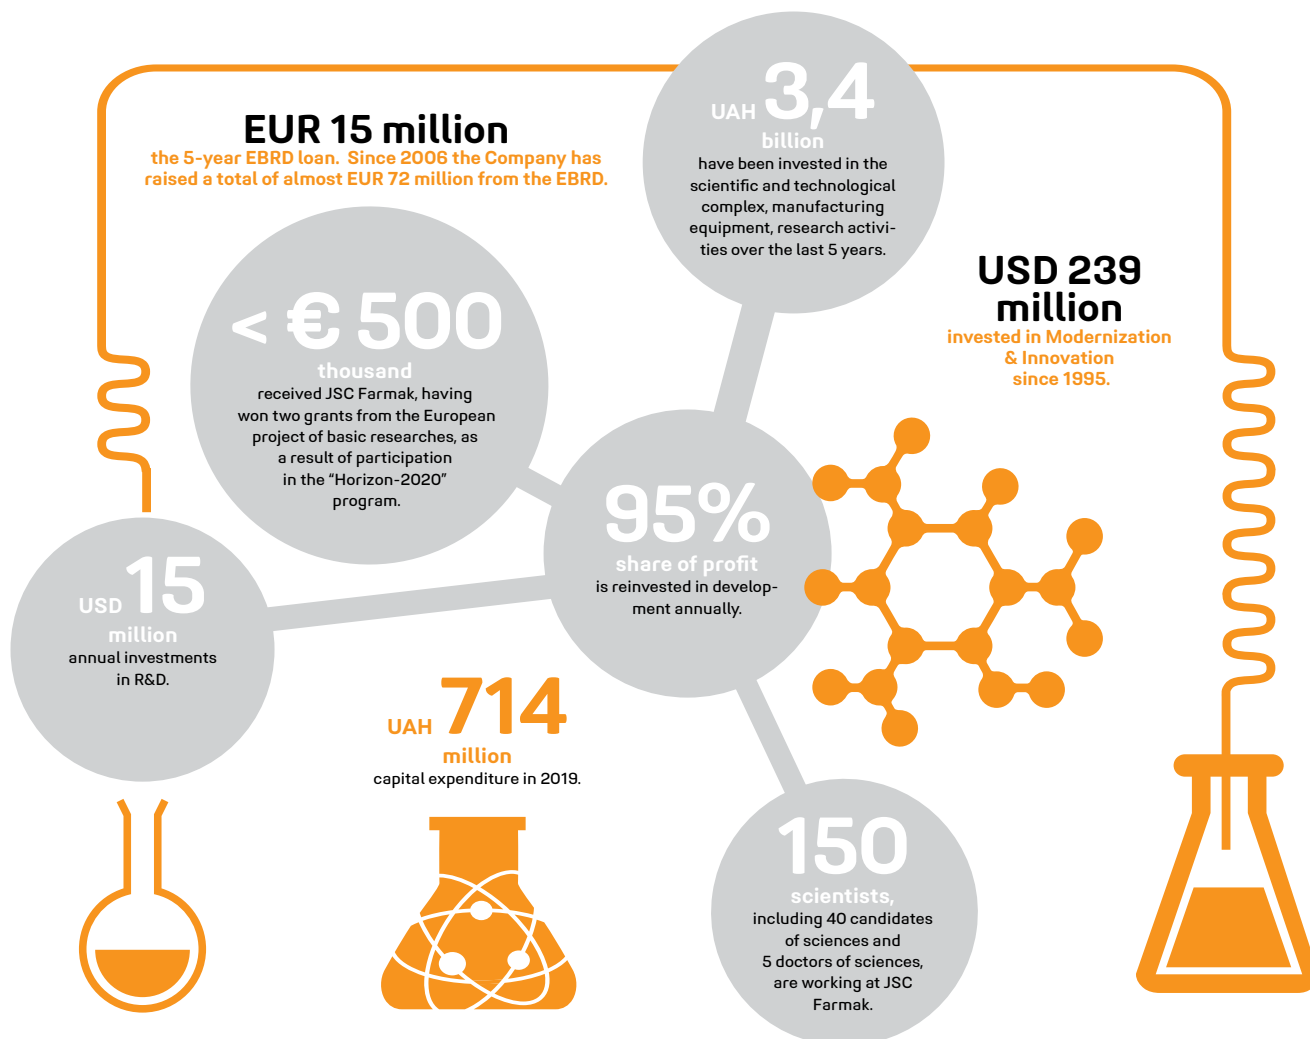 EUR 15 million
the 5-year EBRD loan. Since 2006 the Company has
raised a total of almost EUR 72 million from the EBRD.
UAH 3,4
billion
have been invested in the
scientific and technological
complex, manufacturing
equipment, research activi-
ties over the last 5 years.
USD 239
million
invested in Modernization
& Innovation
since 1995.
< € 500
thousand
received JSC Farmak, having
won two grants from the European
project of basic researches, as
a result of participation
in the “Horizon-2020”
program.
95%
share of profit
is reinvested in develop-
ment annually.
USD 15
million
annual investments
in R&D.
UAH 714
million
capital expenditure in 2019.
150
scientists,
including 40 candidates
of sciences and
5 doctors of sciences,
are working at JSC
Farmak.